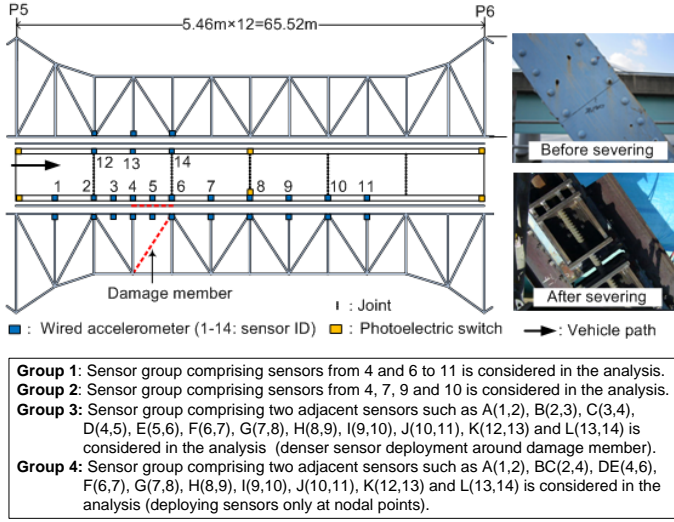 P5
P6
5.46m×12=65.52m
12
13
14
1
2
3
4
5
6
7
8
9
10
11
Damage member
Before severing
After severing
: Joint
: Wired accelerometer (1-14: sensor ID)
: Photoelectric switch
: Vehicle path
Group 1: Sensor group comprising sensors from 4 and 6 to 11 is considered in the analysis.
Group 2: Sensor group comprising sensors from 4, 7, 9 and 10 is considered in the analysis.
Group 3: Sensor group comprising two adjacent sensors such as A(1,2), B(2,3), C(3,4),
D(4,5), E(5,6), F(6,7), G(7,8), H(8,9), I(9,10), J(10,11), K(12,13) and L(13,14) is
considered in the analysis (denser sensor deployment around damage member).
Group 4: Sensor group comprising two adjacent sensors such as A(1,2), BC(2,4), DE(4,6),
F(6,7), G(7,8), H(8,9), I(9,10), J(10,11), K(12,13) and L(13,14) is considered in the
analysis (deploying sensors only at nodal points).